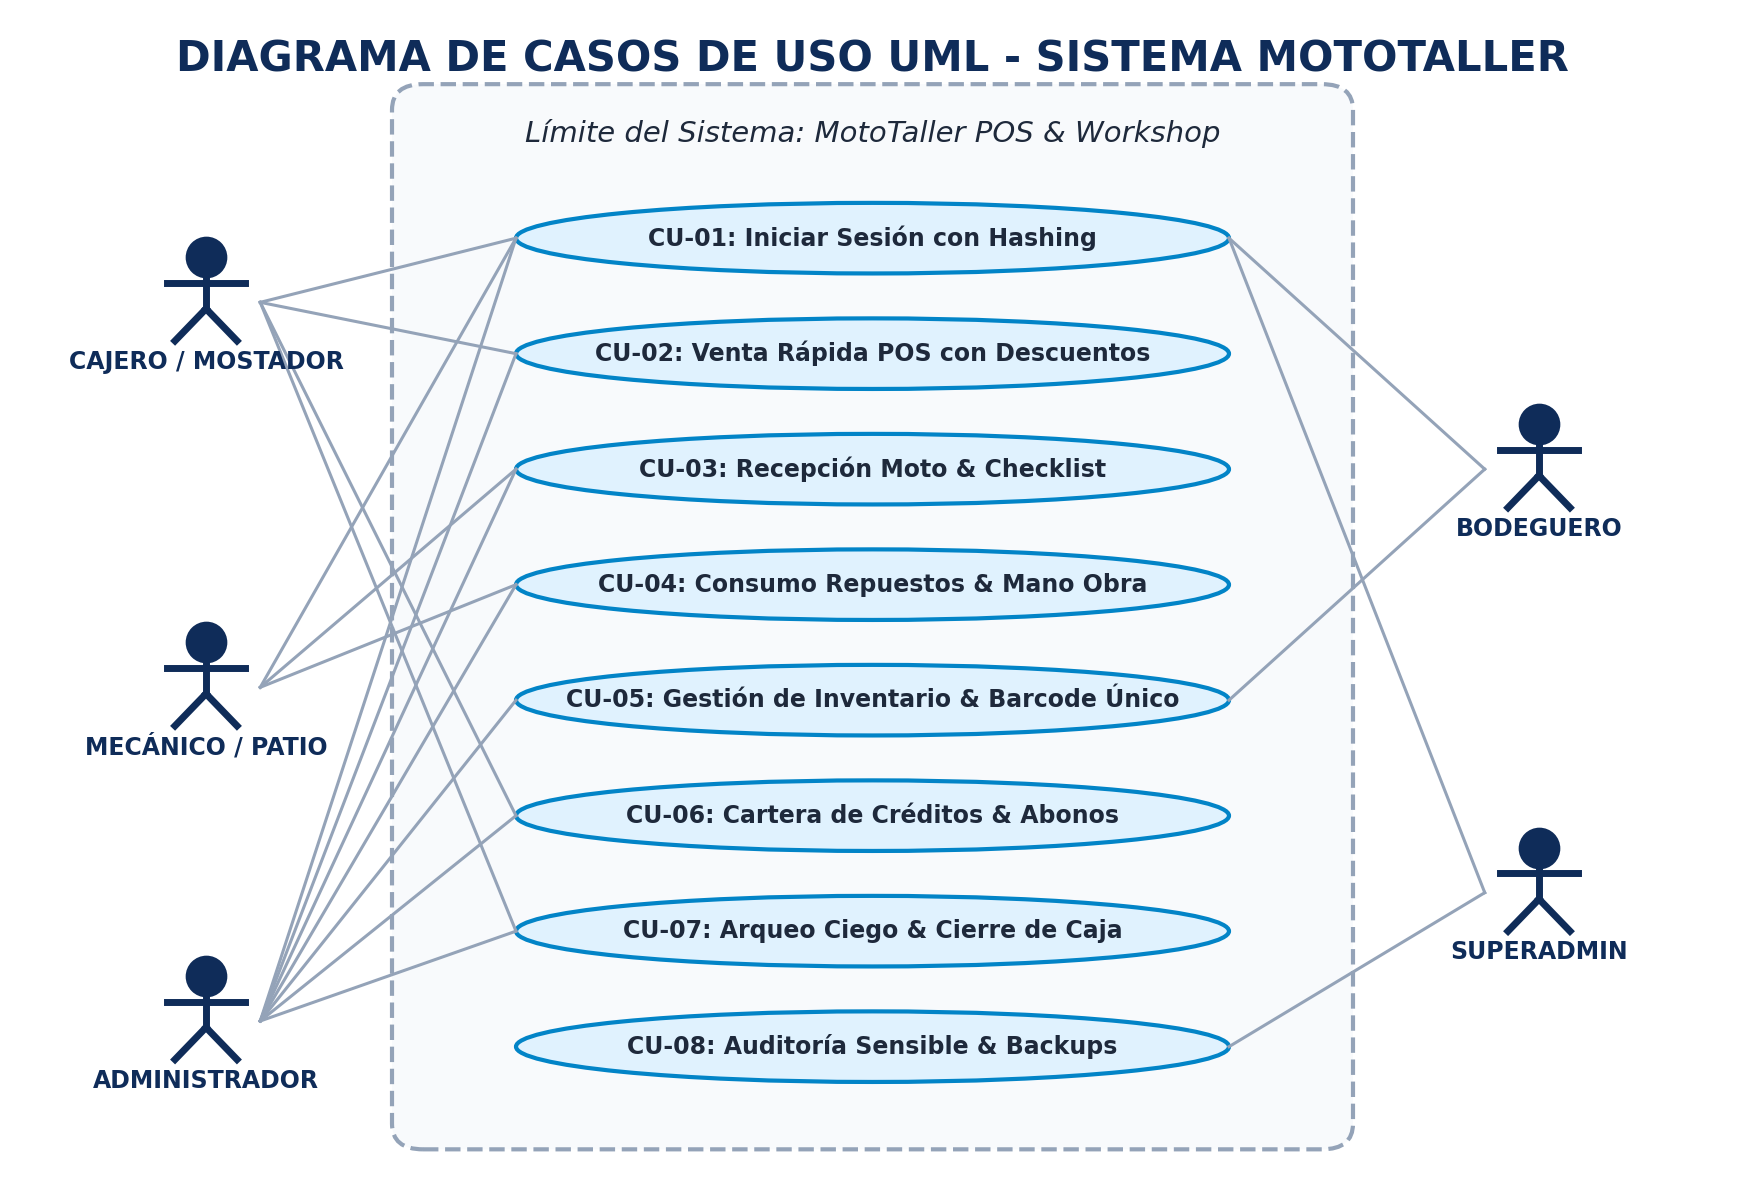 DIAGRAMA DE CASOS DE USO UML - SISTEMA MOTOTALLER
Límite del Sistema: MotoTaller POS & Workshop
CU-01: Iniciar Sesión con Hashing
CU-02: Venta Rápida POS con Descuentos
CAJERO / MOSTADOR
CU-03: Recepción Moto & Checklist
BODEGUERO
CU-04: Consumo Repuestos & Mano Obra
CU-05: Gestión de Inventario & Barcode Único
MECÁNICO / PATIO
CU-06: Cartera de Créditos & Abonos
CU-07: Arqueo Ciego & Cierre de Caja
SUPERADMIN
CU-08: Auditoría Sensible & Backups
ADMINISTRADOR